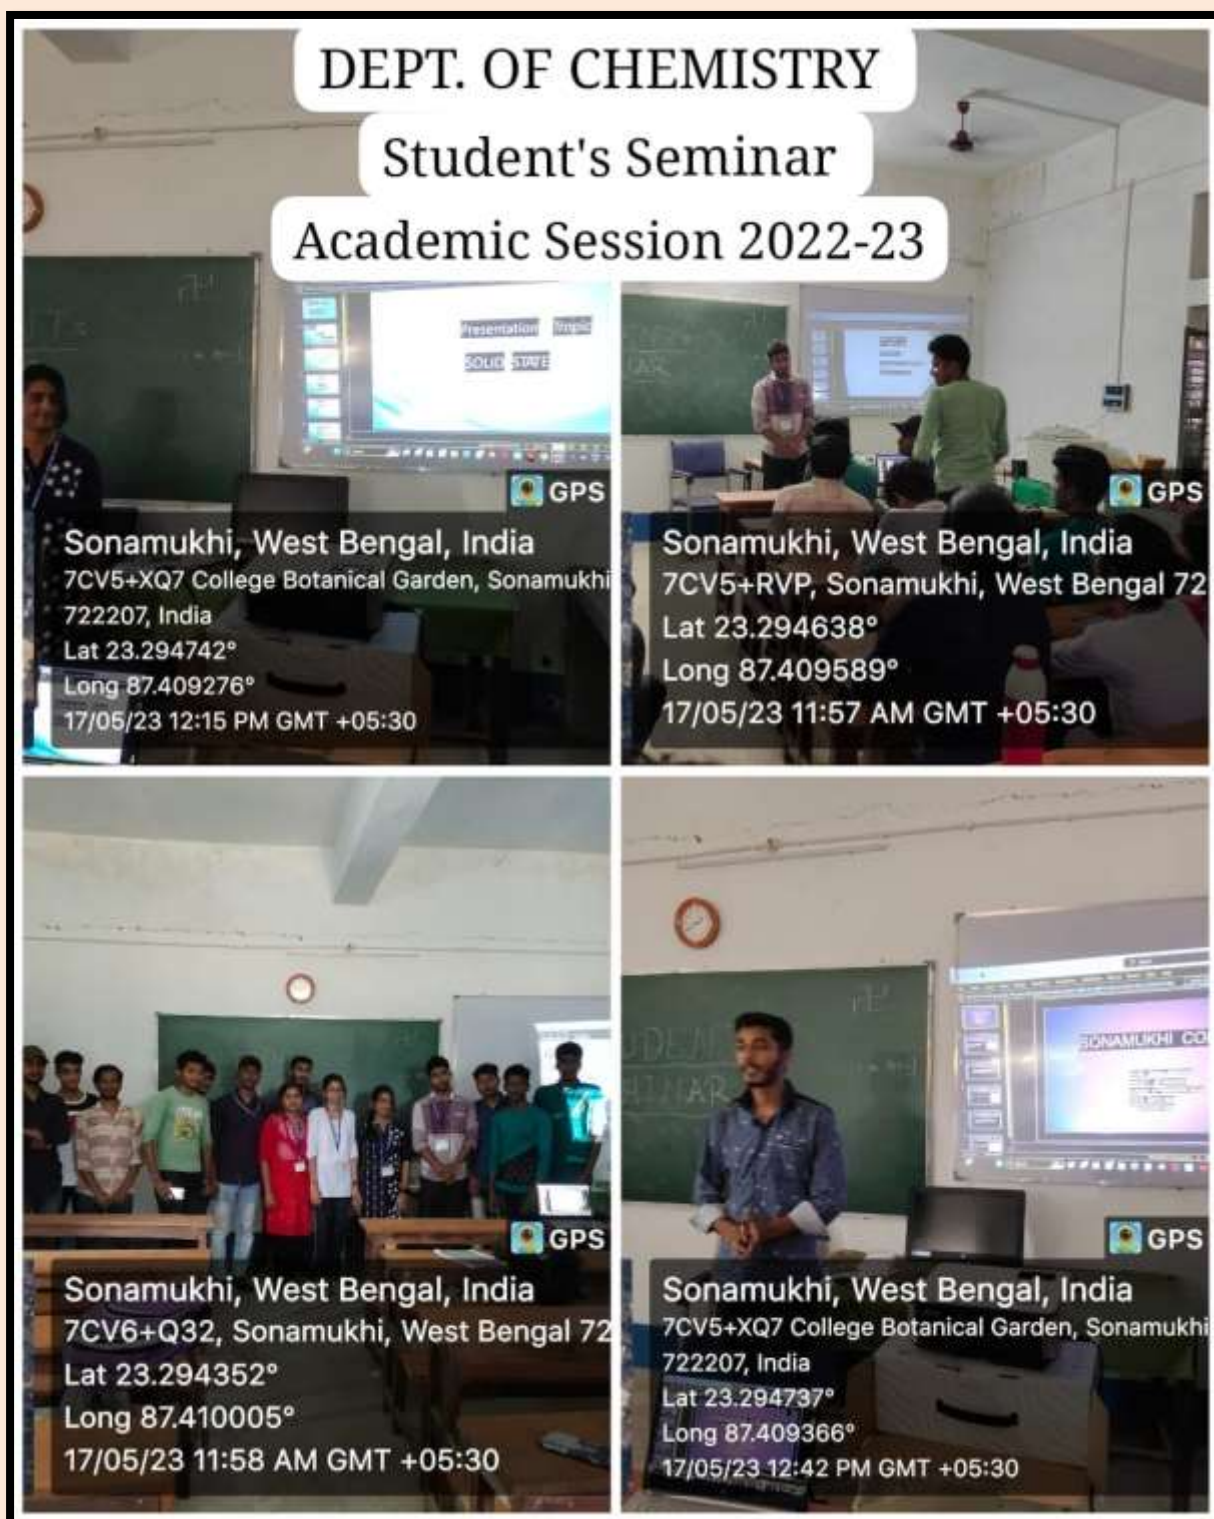 DEPT. OF CHEMISTRY
Student's Seminar
Academic Session 2022-23
Presentation Tropic
SOLID STATE
GPS
Sonamukhi, West Bengal, India
7CV5+XQ7 College Botanical Garden, Sonamukhi
722207, India
Lat 23.294742°
Long 87.409276°
17/05/23 12:15 PM GMT +05:30
GPS
Sonamukhi, West Bengal, India
7CV5+RVP, Sonamukhi, West Bengal 72
Lat 23.294638°
Long 87.409589°
17/05/23 11:57 AM GMT +05:30
GPS
Sonamukhi, West Bengal, India
7CV6+Q32, Sonamukhi, West Bengal 72
Lat 23.294352°
Long 87.410005°
17/05/23 11:58 AM GMT +05:30
SONAMUKHI CO
GPS
Sonamukhi, West Bengal, India
7CV5+XQ7 College Botanical Garden, Sonamukhi
722207, India
Lat 23.294737°
Long 87.409366°
17/05/23 12:42 PM GMT +05:30